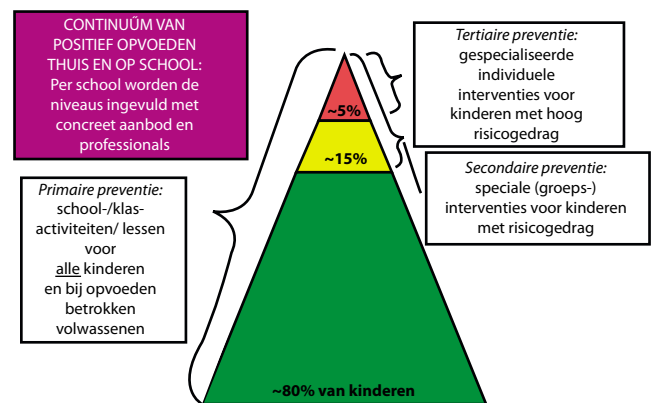 CONTINUÜM VAN
POSITIEF OPVOEDEN
THUIS EN OP SCHOOL:
Per school worden de
niveaus ingevuld met
concreet aanbod en
professionals
Tertiaire preventie:
gespecialiseerde
individuele
interventies voor
kinderen met hoog
risicogedrag
~5%
~15%
Secondaire preventie:
speciale (groeps-)
interventies voor kinderen
met risicogedrag
Primaire preventie:
school-/klas-
activiteiten/ lessen
voor
alle kinderen
en bij opvoeden
betrokken
volwassenen
~80% van kinderen